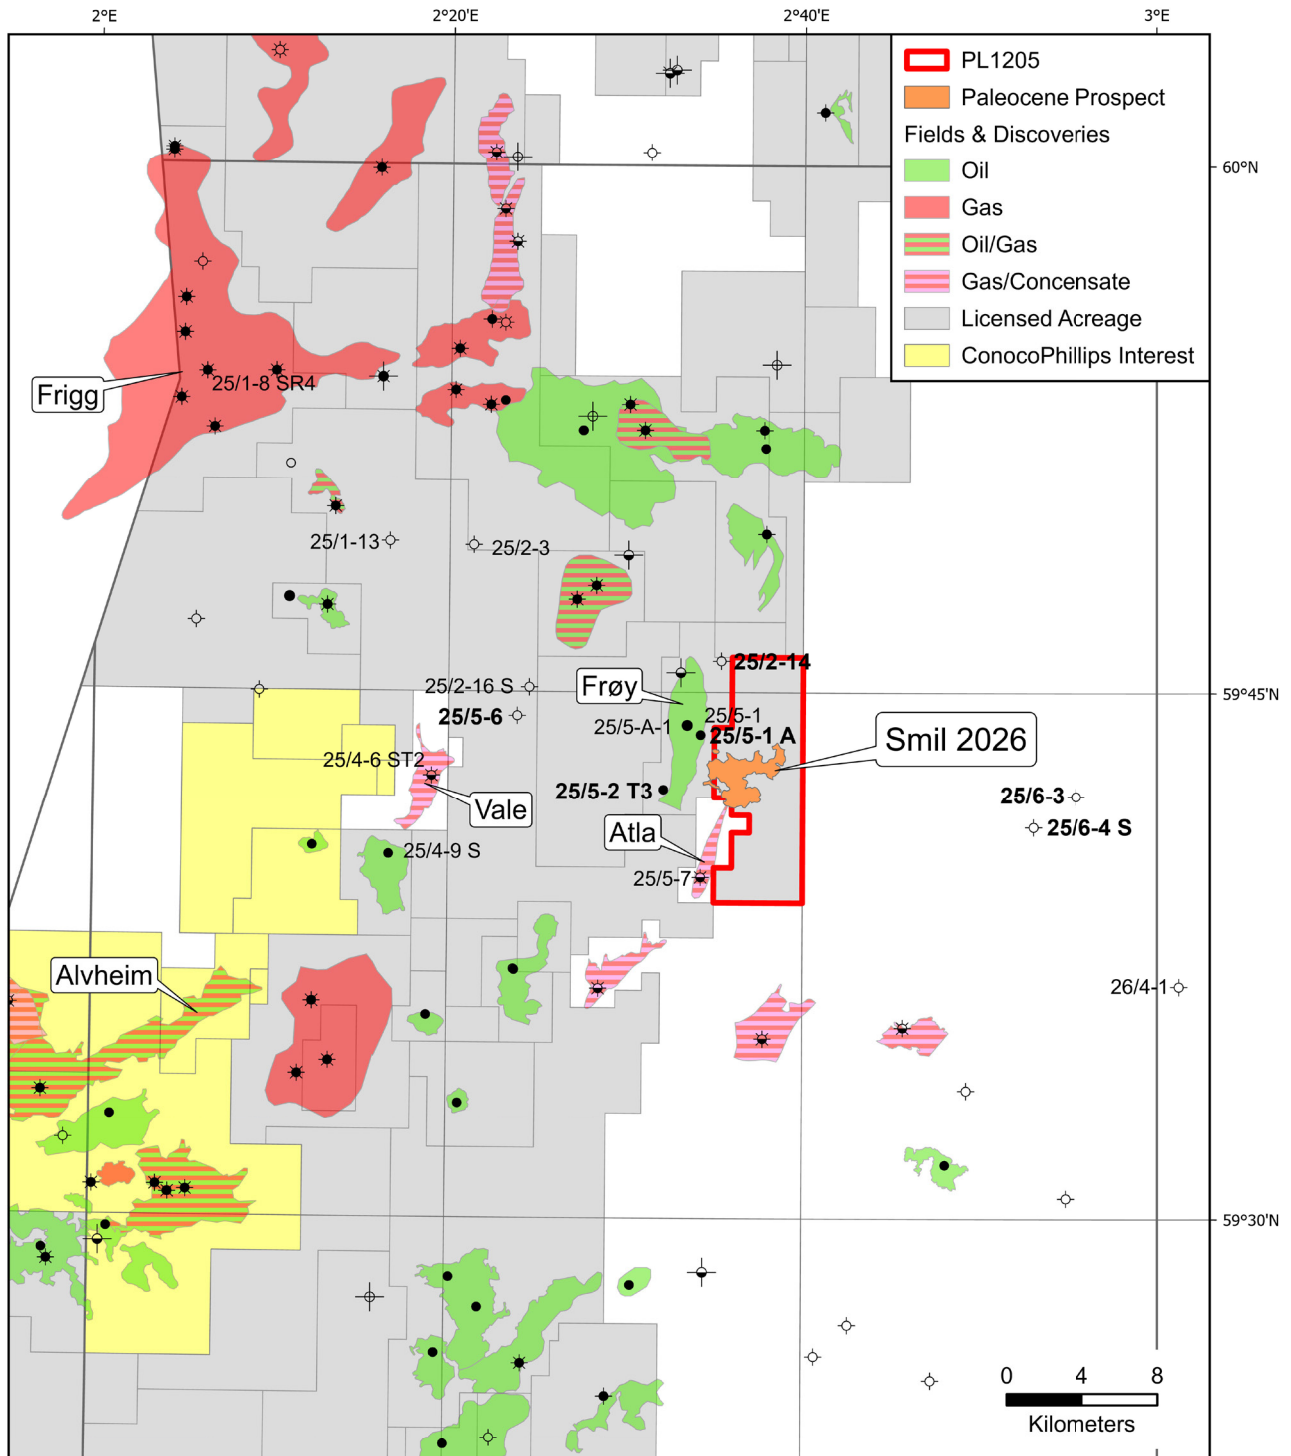 2°E
2°20'E
2°40'E
3°E
PL1205
Paleocene Prospect
Fields & Discoveries
Oil
Gas
Oil/Gas
Gas/Concensate
Licensed Acreage
ConocoPhillips Interest
60°N
Frigg
25/1-8 SR4
25/1-13
25/2-3
25/2-14
Frøy
25/2-16 S
59°45'N
25/5-6
25/5-A-1
25/5-1
25/5-1 A
Smil 2026
25/4-6 ST2
25/5-2 T3
25/6-3
Vale
25/6-4 S
Atla
25/4-9 S
25/5-7
Alvheim
26/4-1
59°30'N
0
4
8
Kilometers